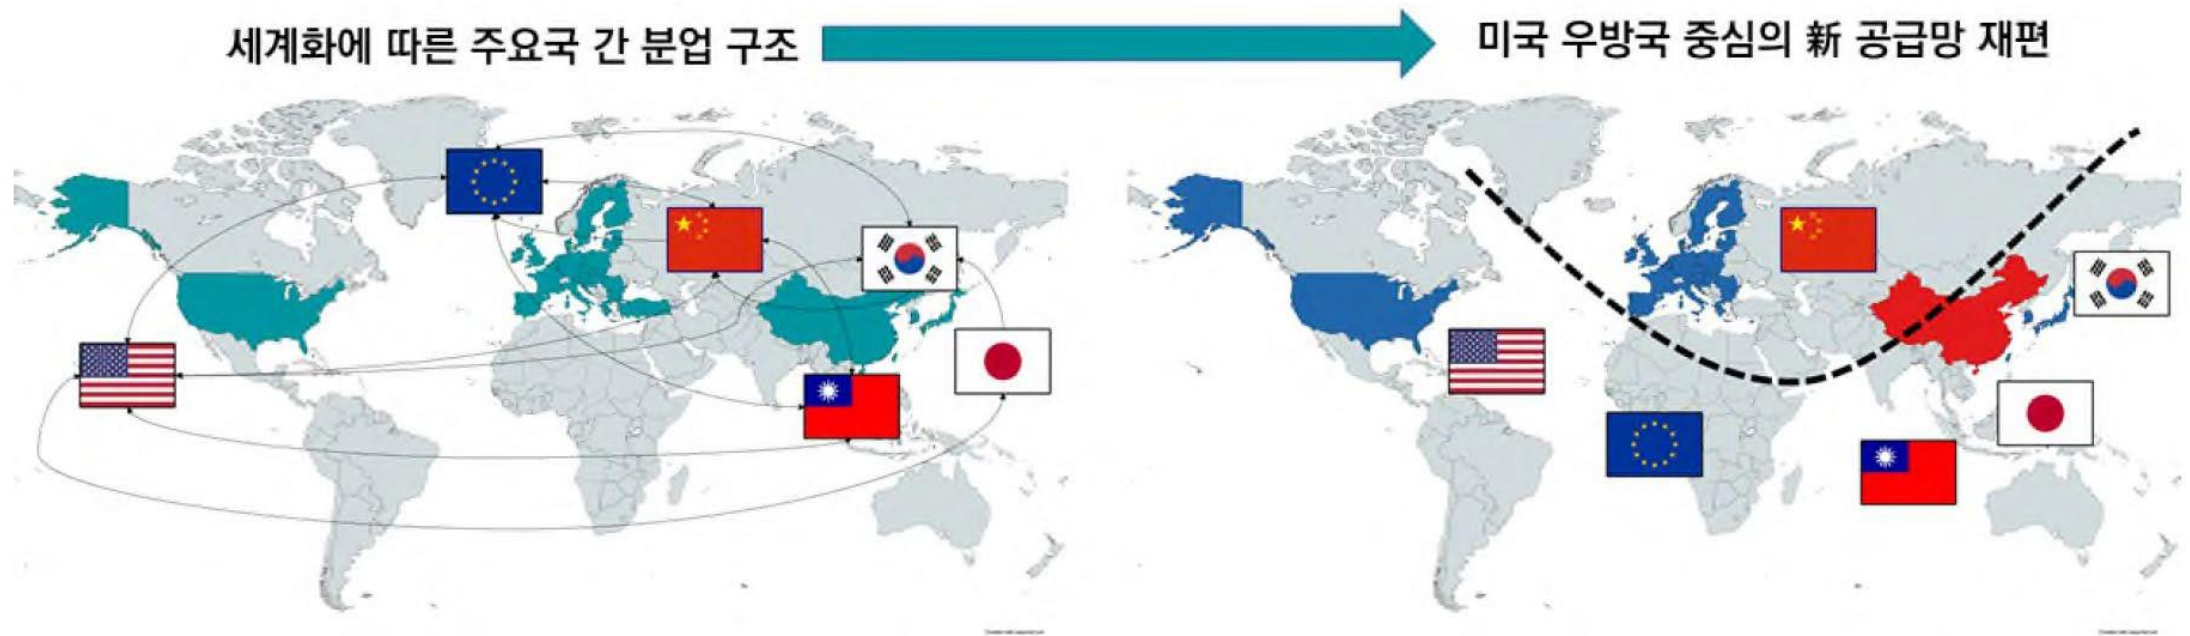 세계화에 따른 주요국 간 분업 구조
미국 우방국 중심의 新 공급망 재편